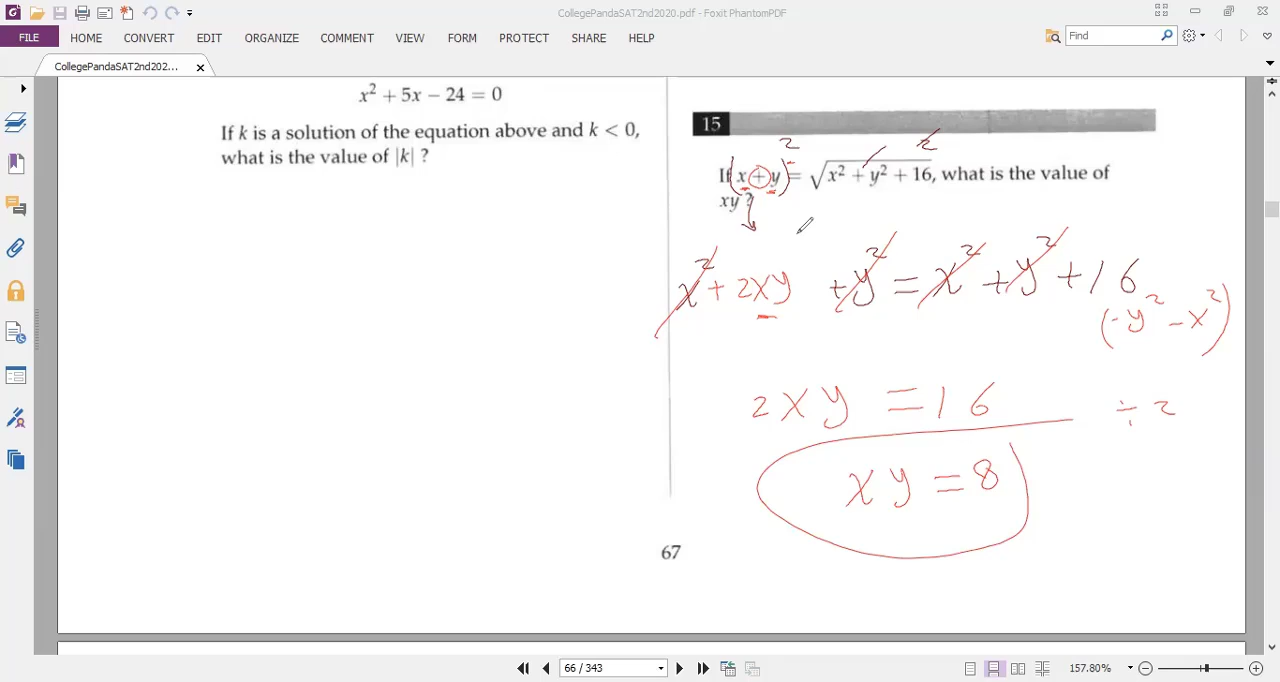 CollegePandaSAT2nd2020.pdf - Foxit PhantomPDF
FILE HOME CONVERT EDIT ORGANIZE COMMENT VIEW FORM PROTECT SHARE HELP
Find
CollegePandaSAT2nd202...
x² + 5x − 24 = 0
If k is a solution of the equation above and k < 0,
what is the value of |k| ?
15
If (x + y)² = √x² + y² + 16, what is the value of
xy ?
x² + 2xy + y² = x² + y² + 16
(-y² - x²)
2xy = 16 ÷ 2
xy = 8
67
66 / 343
157.80%